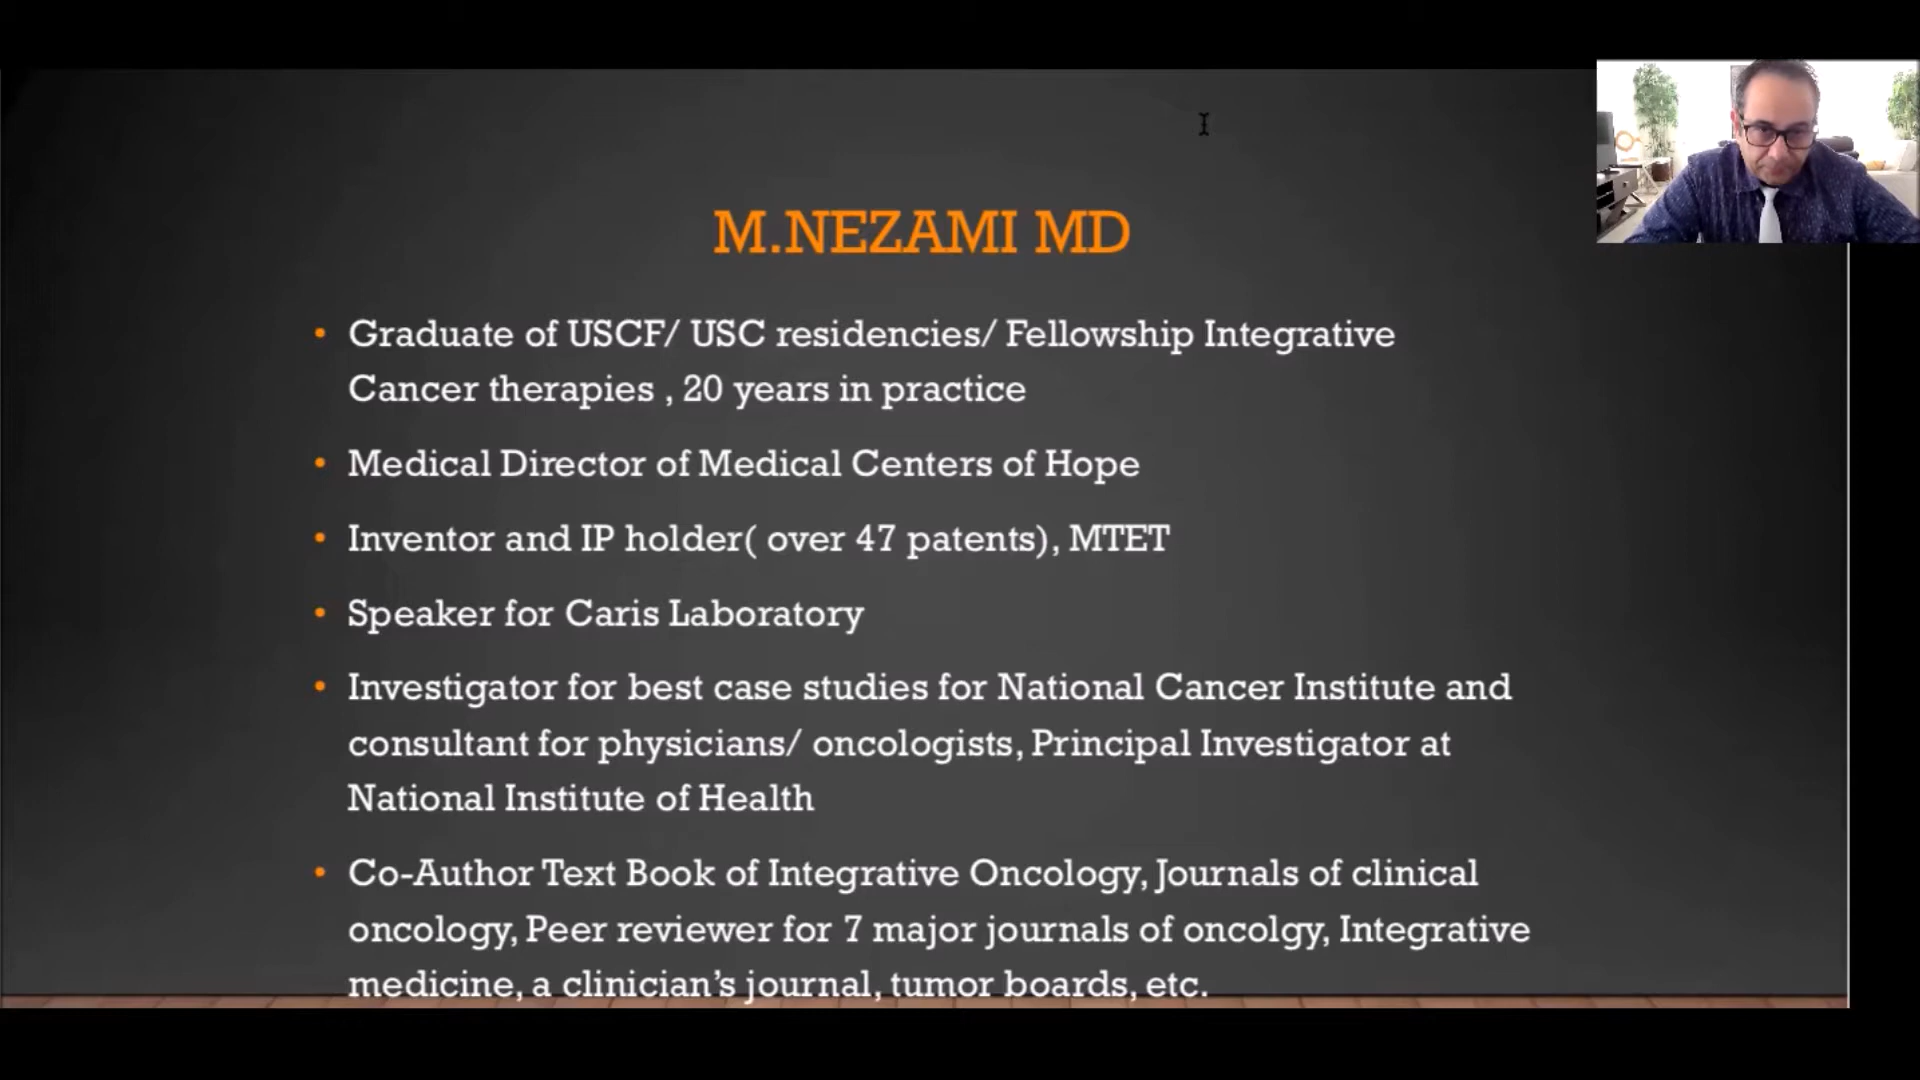 M.NEZAMI MD
• Graduate of USCF/ USC residencies/ Fellowship Integrative
Cancer therapies , 20 years in practice
• Medical Director of Medical Centers of Hope
• Inventor and IP holder( over 47 patents), MTET
• Speaker for Caris Laboratory
• Investigator for best case studies for National Cancer Institute and
consultant for physicians/ oncologists, Principal Investigator at
National Institute of Health
• Co-Author Text Book of Integrative Oncology, Journals of clinical
oncology, Peer reviewer for 7 major journals of oncolgy, Integrative
medicine, a clinician’s journal, tumor boards, etc.